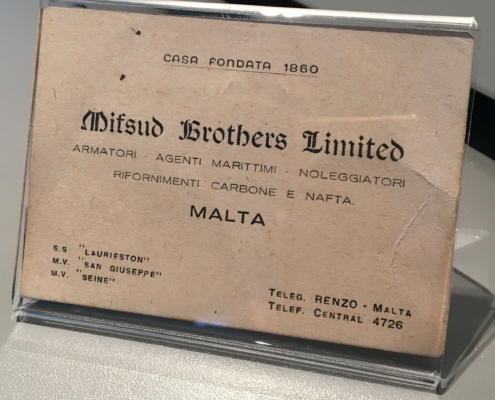 CASA FONDATA 1860
Mifsud Brothers Limited
ARMATORI - AGENTI MARITTIMI - NOLEGGIATORI
RIFORNIMENTI CARBONE E NAFTA.
MALTA
S.S "LAURIESTON"
M.V. "SAN GIUSEPPE"
M.V. "SEINE"
TELEG. RENZO - MALTA
TELEF. CENTRAL 4726